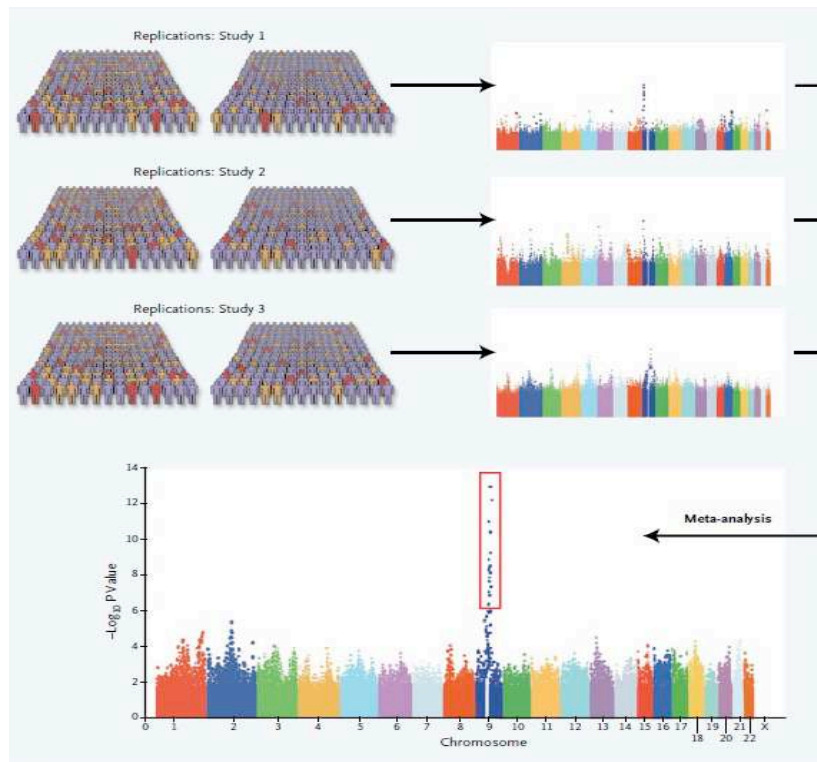 Replications: Study 1
Replications: Study 2
Replications: Study 3
Meta-analysis
14
12
10
8
6
4
2
0
–Log10 P Value
0 1 2 3 4 5 6 7 8 9 10 11 12 13 14 15 16 17 19 21 X
18 20 22
Chromosome